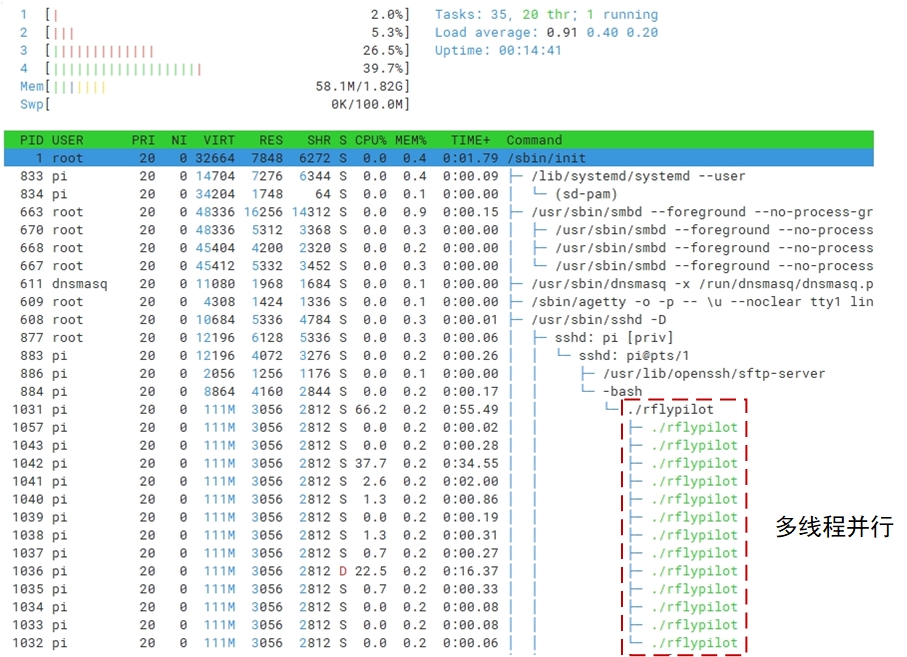 1 [| 2.0%] Tasks: 35, 20 thr; 1 running
2 [||| 5.3%] Load average: 0.91 0.40 0.20
3 [||||||||||||| 26.5%] Uptime: 00:14:41
4 [||||||||||||||||||| 39.7%]
Mem[||||||| 58.1M/1.82G]
Swp[ 0K/100.0M]
PID USER PRI NI VIRT RES SHR S CPU% MEM% TIME+ Command
1 root 20 0 32664 7848 6272 S 0.0 0.4 0:01.79 /sbin/init
833 pi 20 0 14704 7276 6344 S 0.0 0.4 0:00.09 ├─ /lib/systemd/systemd --user
834 pi 20 0 34204 1748 64 S 0.0 0.1 0:00.00 │ └─ (sd-pam)
663 root 20 0 48336 16256 14312 S 0.0 0.9 0:00.15 ├─ /usr/sbin/smbd --foreground --no-process-gr
670 root 20 0 48336 5312 3368 S 0.0 0.3 0:00.00 │ ├─ /usr/sbin/smbd --foreground --no-process
668 root 20 0 45404 4200 2320 S 0.0 0.2 0:00.00 │ ├─ /usr/sbin/smbd --foreground --no-process
667 root 20 0 45412 5332 3452 S 0.0 0.3 0:00.00 │ └─ /usr/sbin/smbd --foreground --no-process
611 dnsmasq 20 0 11080 1968 1684 S 0.0 0.1 0:00.00 ├─ /usr/sbin/dnsmasq -x /run/dnsmasq/dnsmasq.p
609 root 20 0 4308 1424 1336 S 0.0 0.1 0:00.00 ├─ /sbin/agetty -o -p -- \u --noclear tty1 lin
608 root 20 0 10684 5336 4784 S 0.0 0.3 0:00.01 ├─ /usr/sbin/sshd -D
877 root 20 0 12196 6128 5336 S 0.0 0.3 0:00.06 │ ├─ sshd: pi [priv]
883 pi 20 0 12196 4072 3276 S 0.0 0.2 0:00.26 │ │ └─ sshd: pi@pts/1
886 pi 20 0 2056 1256 1176 S 0.0 0.1 0:00.00 │ │ ├─ /usr/lib/openssh/sftp-server
884 pi 20 0 8864 4160 2844 S 0.0 0.2 0:00.17 │ │ └─ -bash
1031 pi 20 0 111M 3056 2812 S 66.2 0.2 0:55.49 │ │ └─ ./rflypilot
1057 pi 20 0 111M 3056 2812 S 0.0 0.2 0:00.02 │ │ ├─ ./rflypilot
1043 pi 20 0 111M 3056 2812 S 0.0 0.2 0:00.28 │ │ ├─ ./rflypilot
1042 pi 20 0 111M 3056 2812 S 37.7 0.2 0:34.55 │ │ ├─ ./rflypilot
1041 pi 20 0 111M 3056 2812 S 2.6 0.2 0:02.00 │ │ ├─ ./rflypilot
1040 pi 20 0 111M 3056 2812 S 1.3 0.2 0:00.86 │ │ ├─ ./rflypilot
1039 pi 20 0 111M 3056 2812 S 0.0 0.2 0:00.19 │ │ ├─ ./rflypilot
多线程并行
1038 pi 20 0 111M 3056 2812 S 1.3 0.2 0:00.31 │ │ ├─ ./rflypilot
1037 pi 20 0 111M 3056 2812 S 0.7 0.2 0:00.27 │ │ ├─ ./rflypilot
1036 pi 20 0 111M 3056 2812 D 22.5 0.2 0:16.37 │ │ ├─ ./rflypilot
1035 pi 20 0 111M 3056 2812 S 0.7 0.2 0:00.33 │ │ ├─ ./rflypilot
1034 pi 20 0 111M 3056 2812 S 0.0 0.2 0:00.08 │ │ ├─ ./rflypilot
1033 pi 20 0 111M 3056 2812 S 0.0 0.2 0:00.08 │ │ ├─ ./rflypilot
1032 pi 20 0 111M 3056 2812 S 0.0 0.2 0:00.06 │ │ └─ ./rflypilot